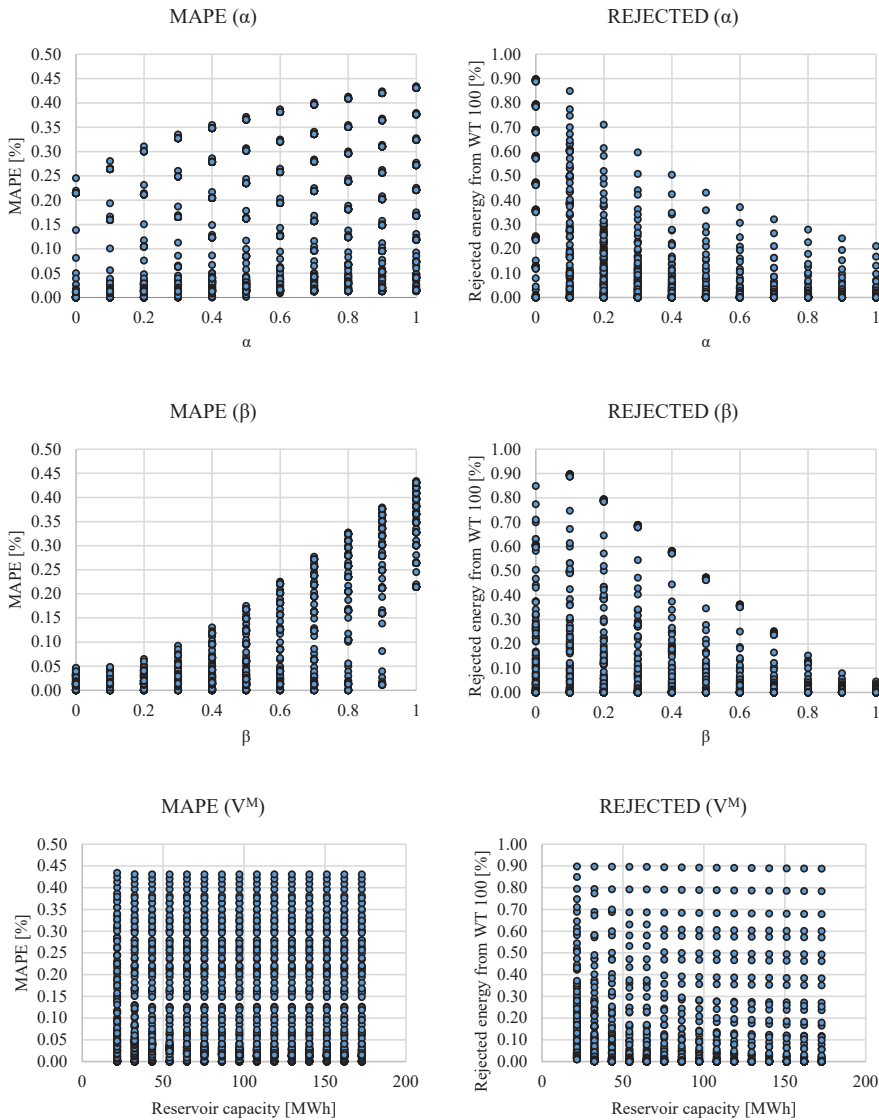 MAPE (α)
0.50
0.45
0.40
0.35
0.30
0.25
0.20
0.15
0.10
0.05
0.00
MAPE [%]
0 0.2 0.4 0.6 0.8 1
α
REJECTED (α)
1.00
0.90
0.80
0.70
0.60
0.50
0.40
0.30
0.20
0.10
0.00
Rejected energy from WT 100 [%]
0 0.2 0.4 0.6 0.8 1
α
MAPE (β)
0.50
0.45
0.40
0.35
0.30
0.25
0.20
0.15
0.10
0.05
0.00
MAPE [%]
0 0.2 0.4 0.6 0.8 1
β
REJECTED (β)
1.00
0.90
0.80
0.70
0.60
0.50
0.40
0.30
0.20
0.10
0.00
Rejected energy from WT 100 [%]
0 0.2 0.4 0.6 0.8 1
β
MAPE (Vᴹ)
0.50
0.45
0.40
0.35
0.30
0.25
0.20
0.15
0.10
0.05
0.00
MAPE [%]
0 50 100 150 200
Reservoir capacity [MWh]
REJECTED (Vᴹ)
1.00
0.90
0.80
0.70
0.60
0.50
0.40
0.30
0.20
0.10
0.00
Rejected energy from WT 100 [%]
0 50 100 150 200
Reservoir capacity [MWh]